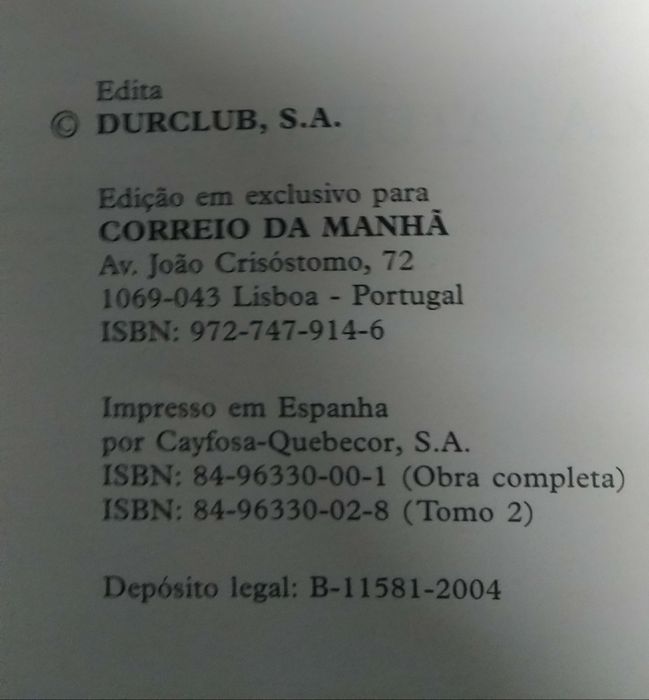 Edita
© DURCLUB, S.A.
Edição em exclusivo para
CORREIO DA MANHÃ
Av. João Crisóstomo, 72
1069-043 Lisboa - Portugal
ISBN: 972-747-914-6
Impresso em Espanha
por Cayfosa-Quebecor, S.A.
ISBN: 84-96330-00-1 (Obra completa)
ISBN: 84-96330-02-8 (Tomo 2)
Depósito legal: B-11581-2004